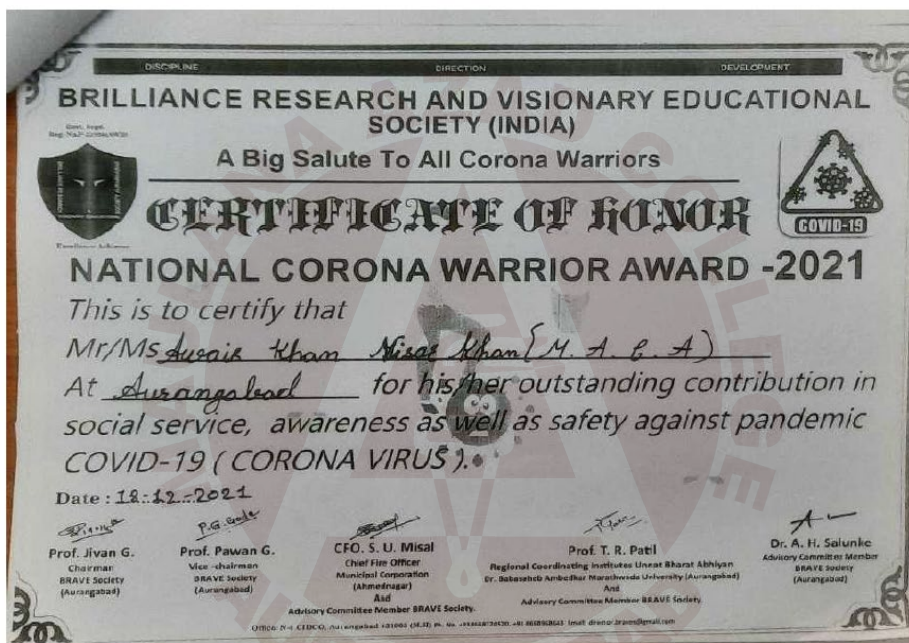 DISCIPLINE DIRECTION DEVELOPMENT
BRILLIANCE RESEARCH AND VISIONARY EDUCATIONAL
SOCIETY (INDIA)
Govt. Regd.
A Big Salute To All Corona Warriors
CERTIFICATE OF HONOR
COVID-19
NATIONAL CORONA WARRIOR AWARD -2021
This is to certify that
Mr/Ms Khan Nisar Khan (M. A. C. A)
At Aurangabad for his/her outstanding contribution in
social service, awareness as well as safety against pandemic
COVID-19 ( CORONA VIRUS ).
Date : 18-12-2021
P.G. Gade
Prof. Jivan G. Prof. Pawan G. CFO. S. U. Misal Prof. T. R. Patil Dr. A. H. Salunke
Chairman Vice -chairman Chief Fire Officer Regional Coordinating Institutes Unnat Bharat Abhiyan Advisory Committee Member
BRAVE Society BRAVE Society Municipal Corporation Dr. Babasaheb Ambedkar Marathwada University (Aurangabad) BRAVE Society
(Aurangabad) (Aurangabad) (Ahmednagar) And (Aurangabad)
And Advisory Committee Member BRAVE Society
Advisory Committee Member BRAVE Society.
CIDCO, Aurangabad
COLLEGE